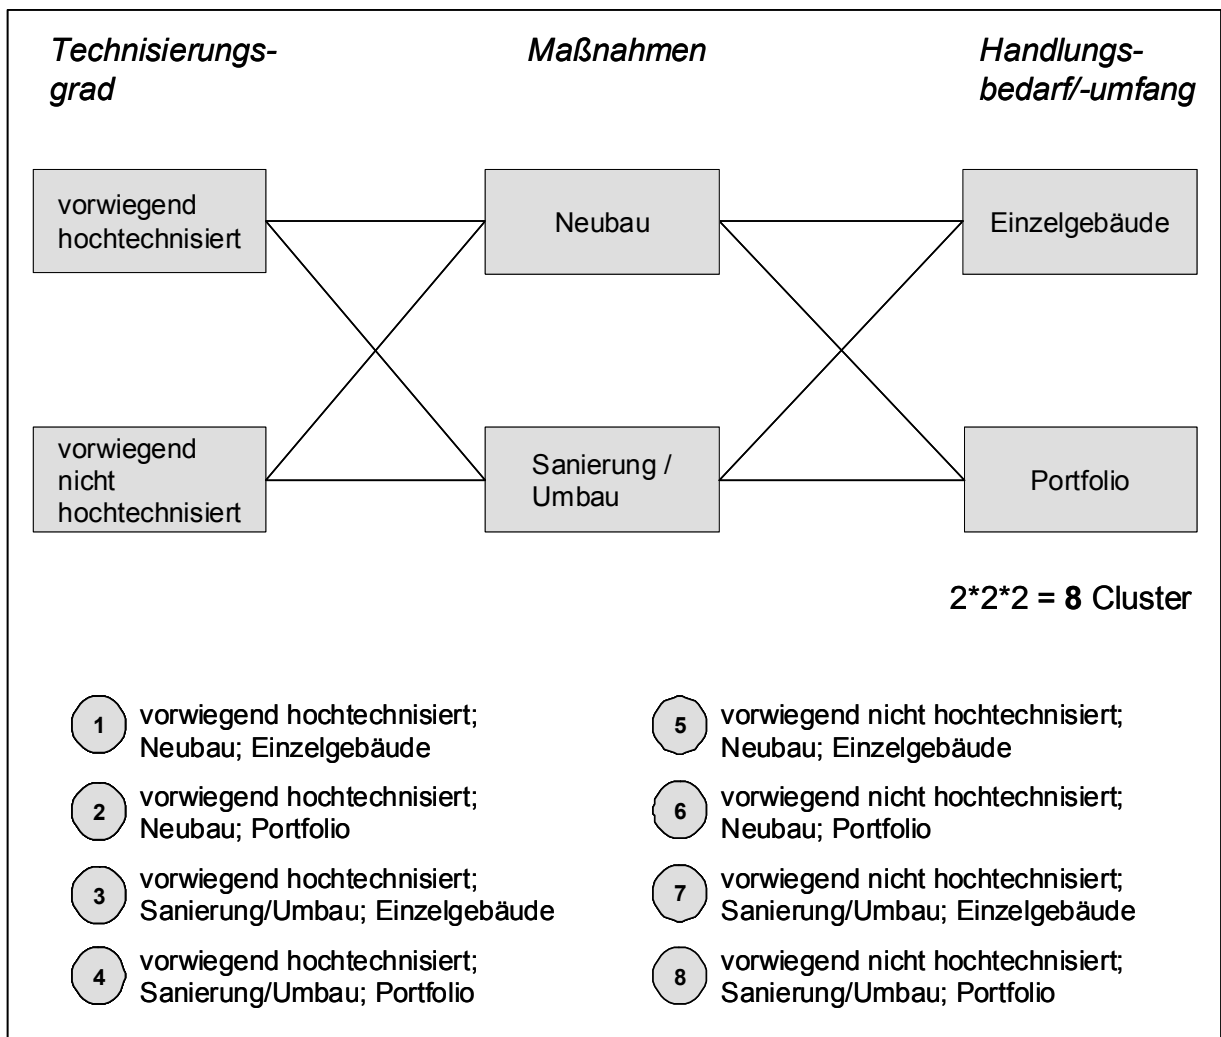 Technisierungs-
grad
Maßnahmen
Handlungs-
bedarf/-umfang
vorwiegend
hochtechnisiert
Neubau
Einzelgebäude
vorwiegend
nicht
hochtechnisiert
Sanierung /
Umbau
Portfolio
2*2*2 = 8 Cluster
1
vorwiegend hochtechnisiert;
Neubau; Einzelgebäude
2
vorwiegend hochtechnisiert;
Neubau; Portfolio
3
vorwiegend hochtechnisiert;
Sanierung/Umbau; Einzelgebäude
4
vorwiegend hochtechnisiert;
Sanierung/Umbau; Portfolio
5
vorwiegend nicht hochtechnisiert;
Neubau; Einzelgebäude
6
vorwiegend nicht hochtechnisiert;
Neubau; Portfolio
7
vorwiegend nicht hochtechnisiert;
Sanierung/Umbau; Einzelgebäude
8
vorwiegend nicht hochtechnisiert;
Sanierung/Umbau; Portfolio